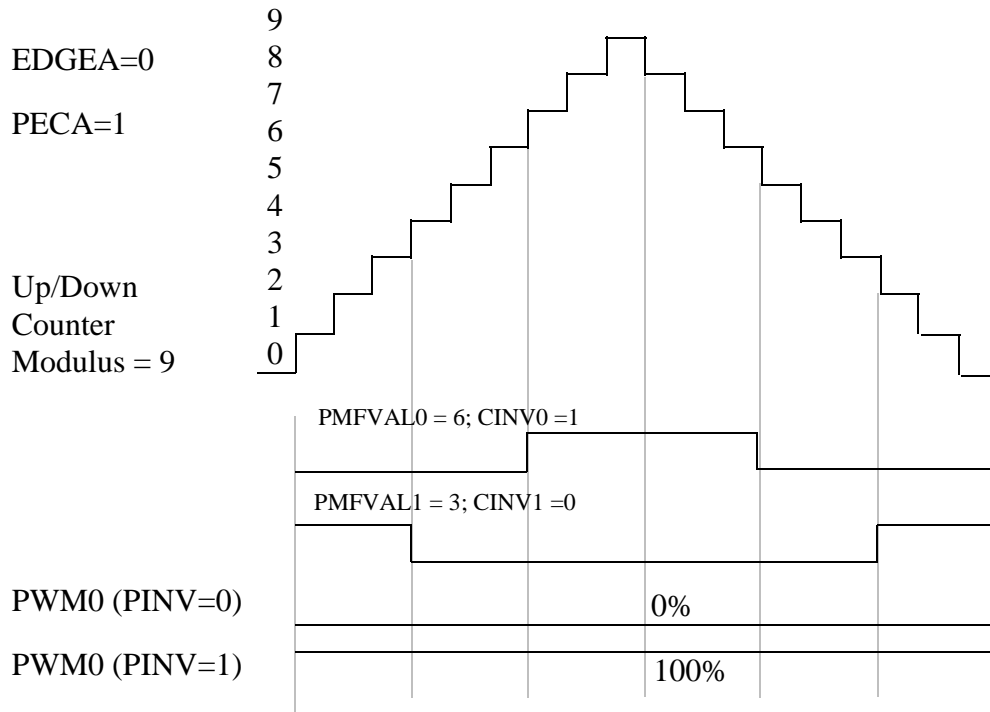 9
EDGEA=0
8
7
PECA=1
6
5
4
3
Up/Down
2
Counter
1
Modulus = 9
0
PMFVAL0 = 6; CINV0 =1
PMFVAL1 = 3; CINV1 =0
PWM0 (PINV=0)
0%
PWM0 (PINV=1)
100%